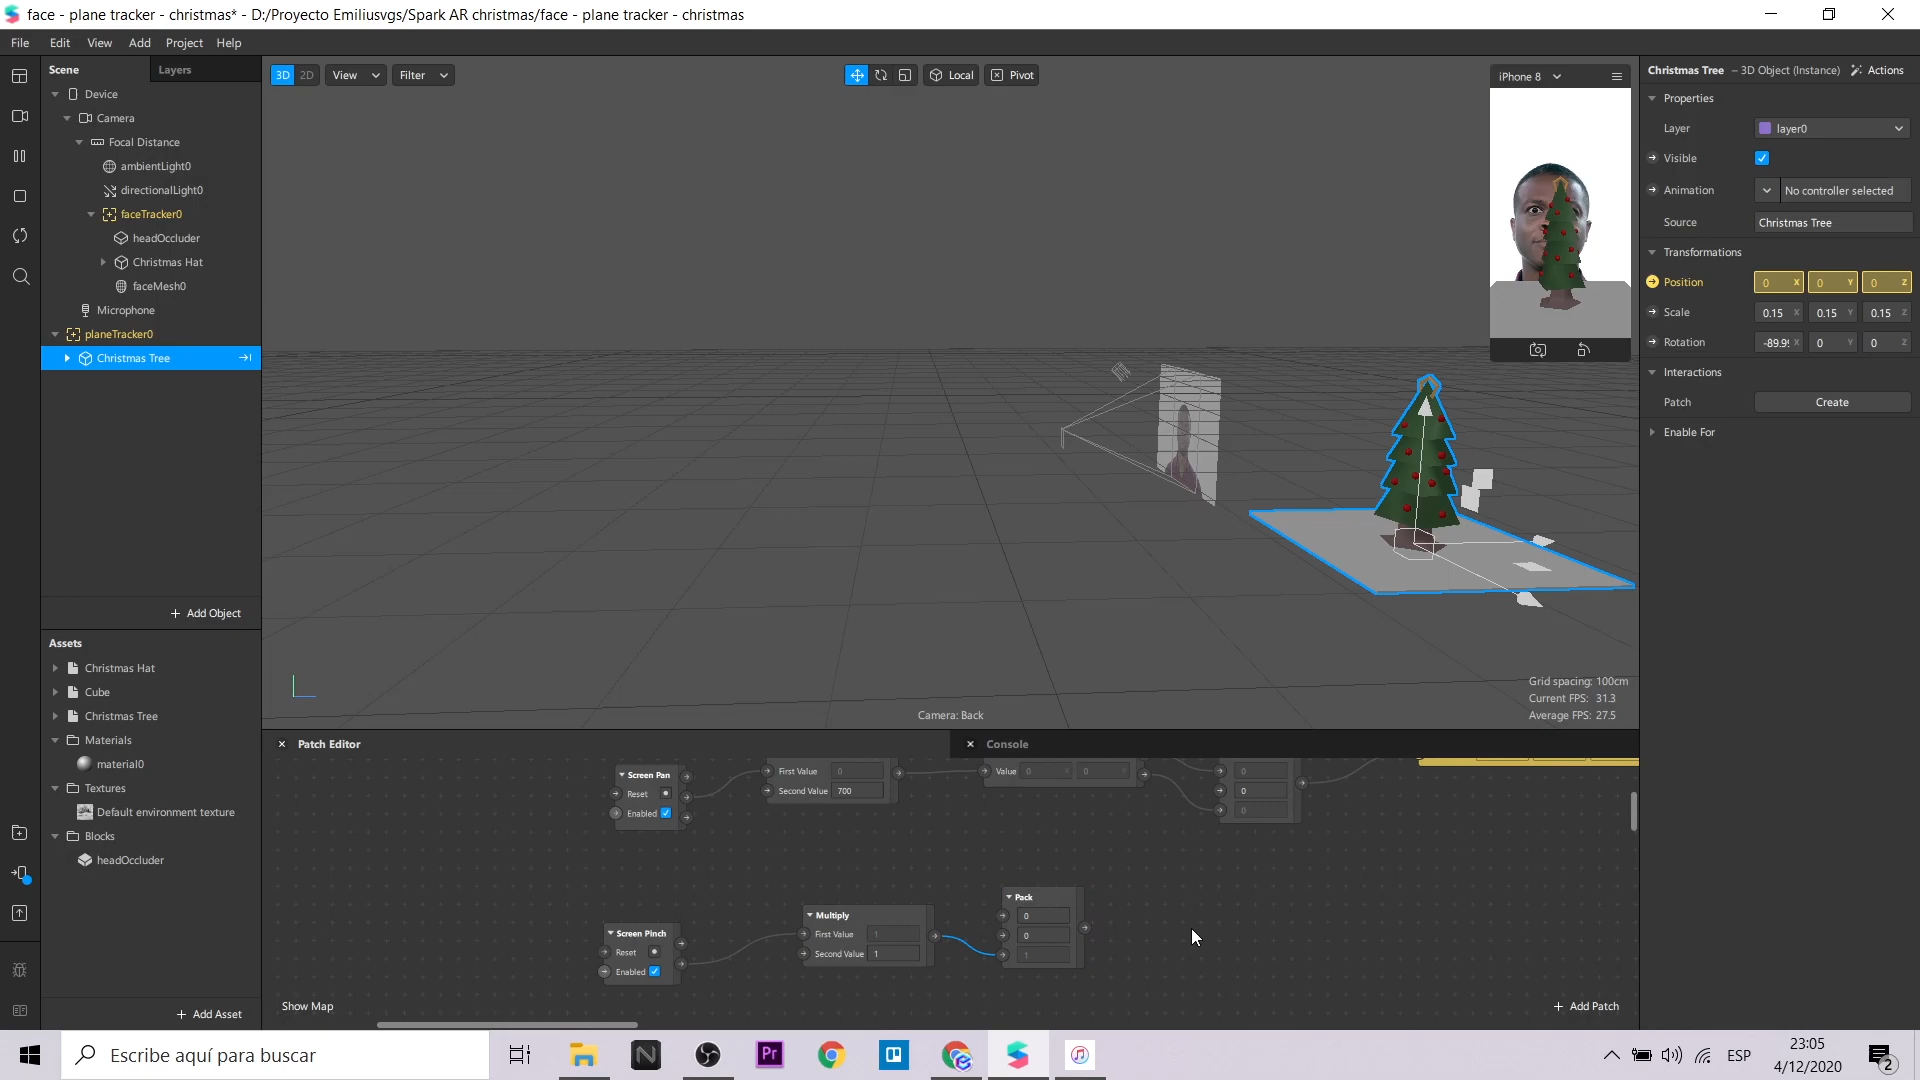 face - plane tracker - christmas* - D:/Proyecto Emiliusvgs/Spark AR christmas/face - plane tracker - christmas
File Edit View Add Project Help
Scene Layers
Device
Camera
Focal Distance
ambientLight0
directionalLight0
faceTracker0
headOccluder
Christmas Hat
faceMesh0
Microphone
planeTracker0
Christmas Tree
+ Add Object
Assets
Christmas Hat
Cube
Christmas Tree
Materials
material0
Textures
Default environment texture
Blocks
headOccluder
+ Add Asset
3D 2D View Filter Local Pivot
iPhone 8
Grid spacing: 100cm
Current FPS: 31.3
Average FPS: 27.5
Camera: Back
Christmas Tree – 3D Object (Instance) Actions
Properties
Layer layer0
Visible
Animation No controller selected
Source Christmas Tree
Transformations
Position 0 X 0 Y 0 Z
Scale 0.15 X 0.15 Y 0.15 Z
Rotation -89.9 X 0 Y 0 Z
Interactions
Patch Create
Enable For
Patch Editor
Console
Screen Pan
Reset
Enabled
First Value 0
Second Value 700
Value 0 X 0 Y
0
0
0
Screen Pinch
Reset
Enabled
Multiply
First Value 1
Second Value 1
Pack
0
0
1
Show Map
+ Add Patch
Escribe aquí para buscar
Pr
ESP
23:05
4/12/2020
2